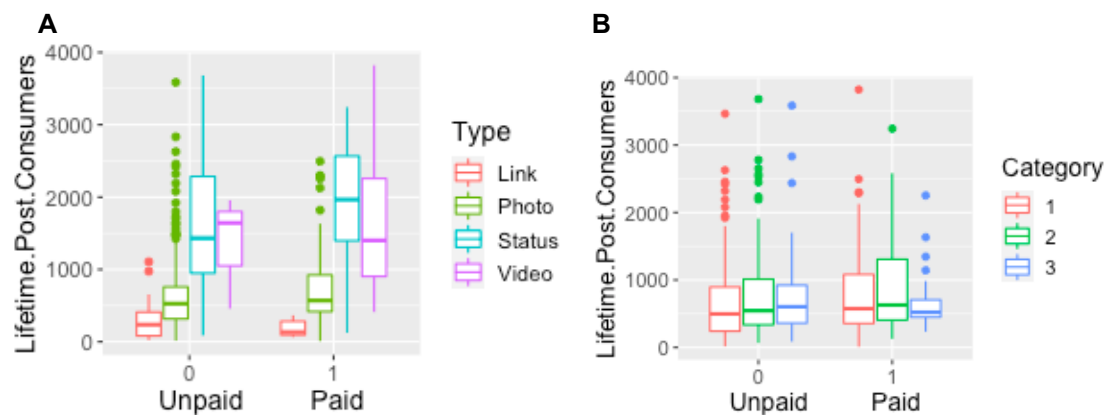 A
Lifetime.Post.Consumers
4000
3000
2000
1000
0
0
1
Unpaid
Paid
Type
Link
Photo
Status
Video
B
Lifetime.Post.Consumers
4000
3000
2000
1000
0
0
1
Unpaid
Paid
Category
1
2
3